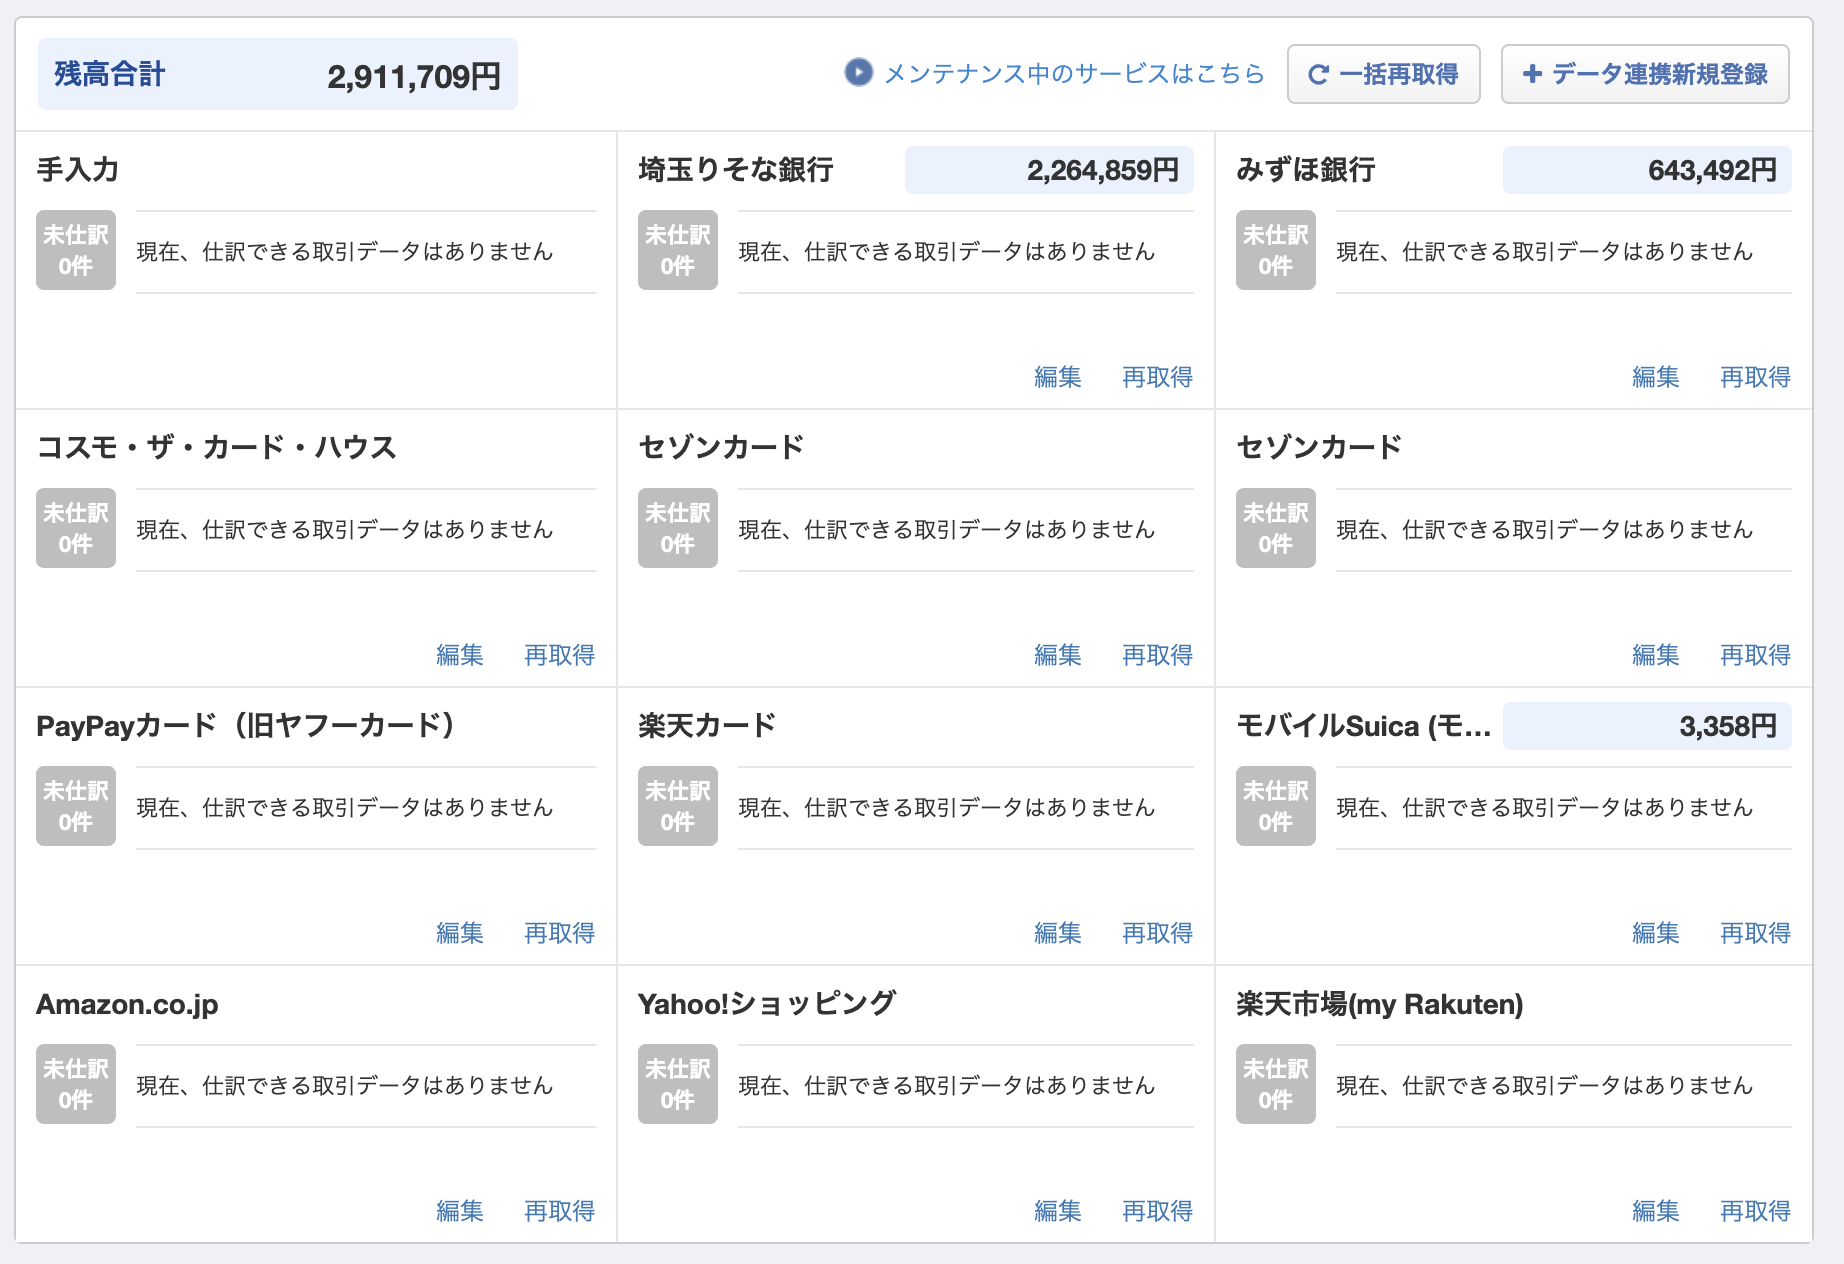 残高合計 2,911,709円 メンテナンス中のサービスはこちら 一括再取得 データ連携新規登録
手入力
未仕訳
0件
現在、仕訳できる取引データはありません
埼玉りそな銀行 2,264,859円
未仕訳
0件
現在、仕訳できる取引データはありません
編集 再取得
みずほ銀行 643,492円
未仕訳
0件
現在、仕訳できる取引データはありません
編集 再取得
コスモ・ザ・カード・ハウス
未仕訳
0件
現在、仕訳できる取引データはありません
編集 再取得
セゾンカード
未仕訳
0件
現在、仕訳できる取引データはありません
編集 再取得
セゾンカード
未仕訳
0件
現在、仕訳できる取引データはありません
編集 再取得
PayPayカード（旧ヤフーカード）
未仕訳
0件
現在、仕訳できる取引データはありません
編集 再取得
楽天カード
未仕訳
0件
現在、仕訳できる取引データはありません
編集 再取得
モバイルSuica (モ... 3,358円
未仕訳
0件
現在、仕訳できる取引データはありません
編集 再取得
Amazon.co.jp
未仕訳
0件
現在、仕訳できる取引データはありません
編集 再取得
Yahoo!ショッピング
未仕訳
0件
現在、仕訳できる取引データはありません
編集 再取得
楽天市場(my Rakuten)
未仕訳
0件
現在、仕訳できる取引データはありません
編集 再取得